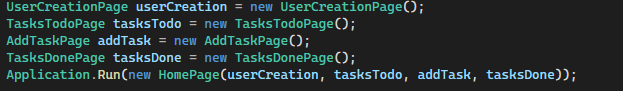 UserCreationPage userCreation = new UserCreationPage();
TasksTodoPage tasksTodo = new TasksTodoPage();
AddTaskPage addTask = new AddTaskPage();
TasksDonePage tasksDone = new TasksDonePage();
Application.Run(new HomePage(userCreation, tasksTodo, addTask, tasksDone));